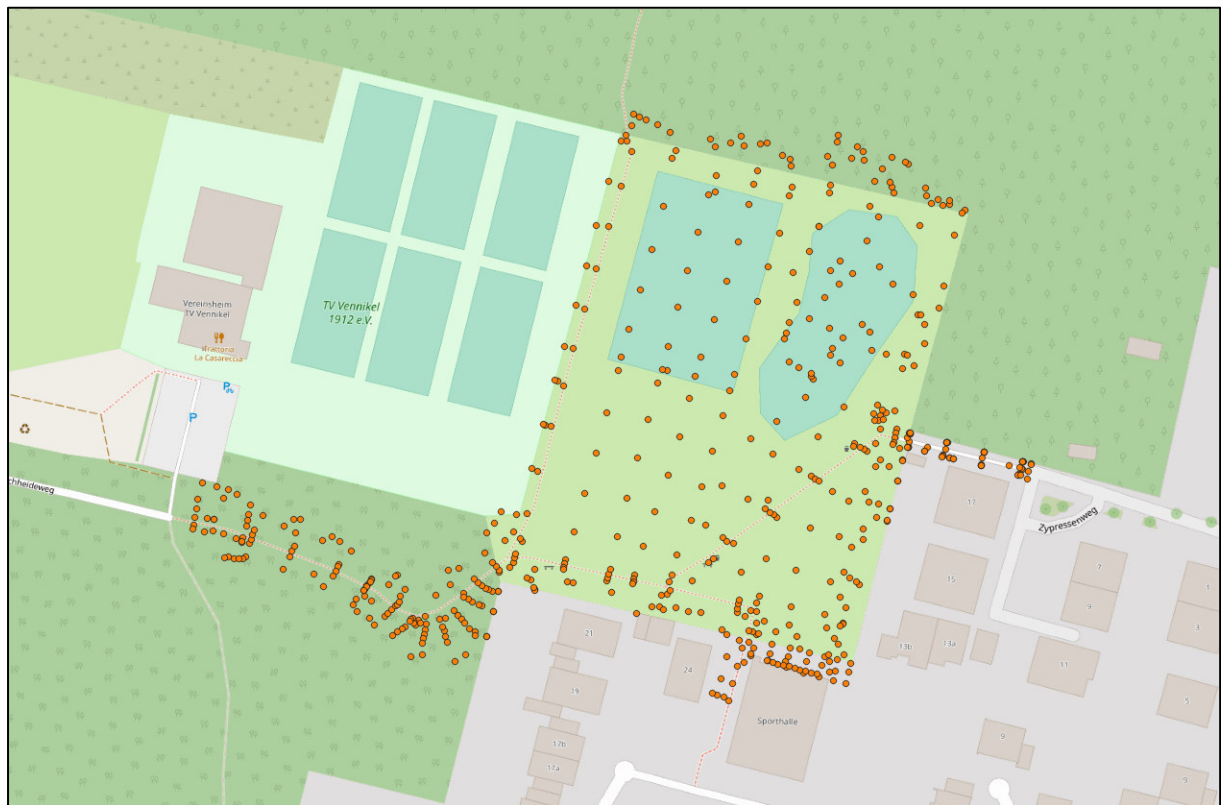 TV Vennikel
1912 e.V.
Vereinsheim
TV Vennikel
Trattoria
La Casareccia
P
P
chheideweg
Zypressenweg
17
15
13b
13a
7
9
11
3
5
9
9
21
24
19
17b
17a
Sporthalle